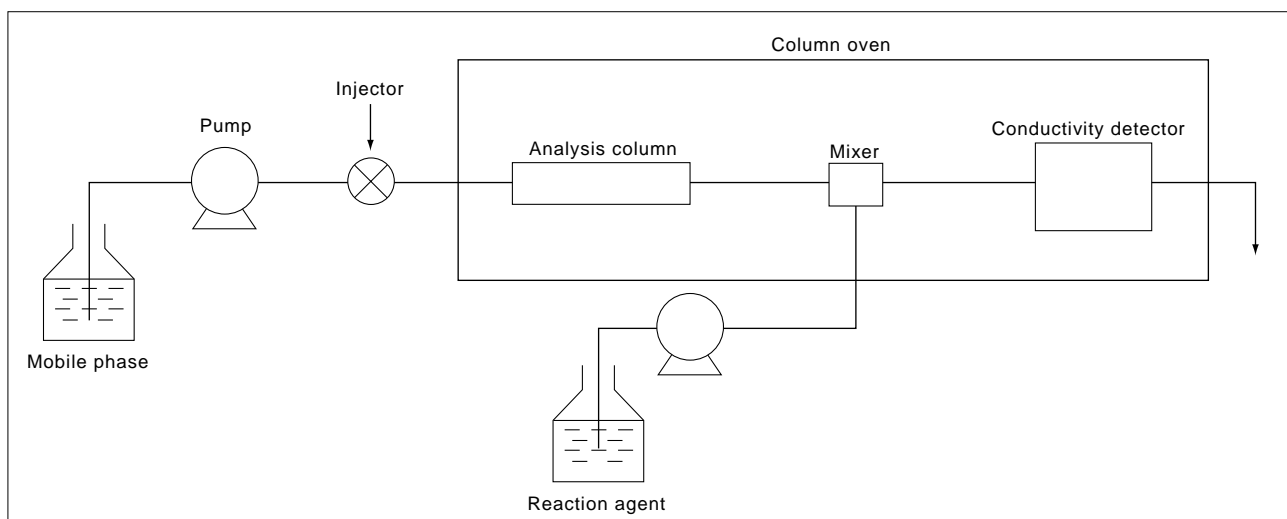 Column oven
Injector
Pump
Analysis column
Mixer
Conductivity detector
Mobile phase
Reaction agent